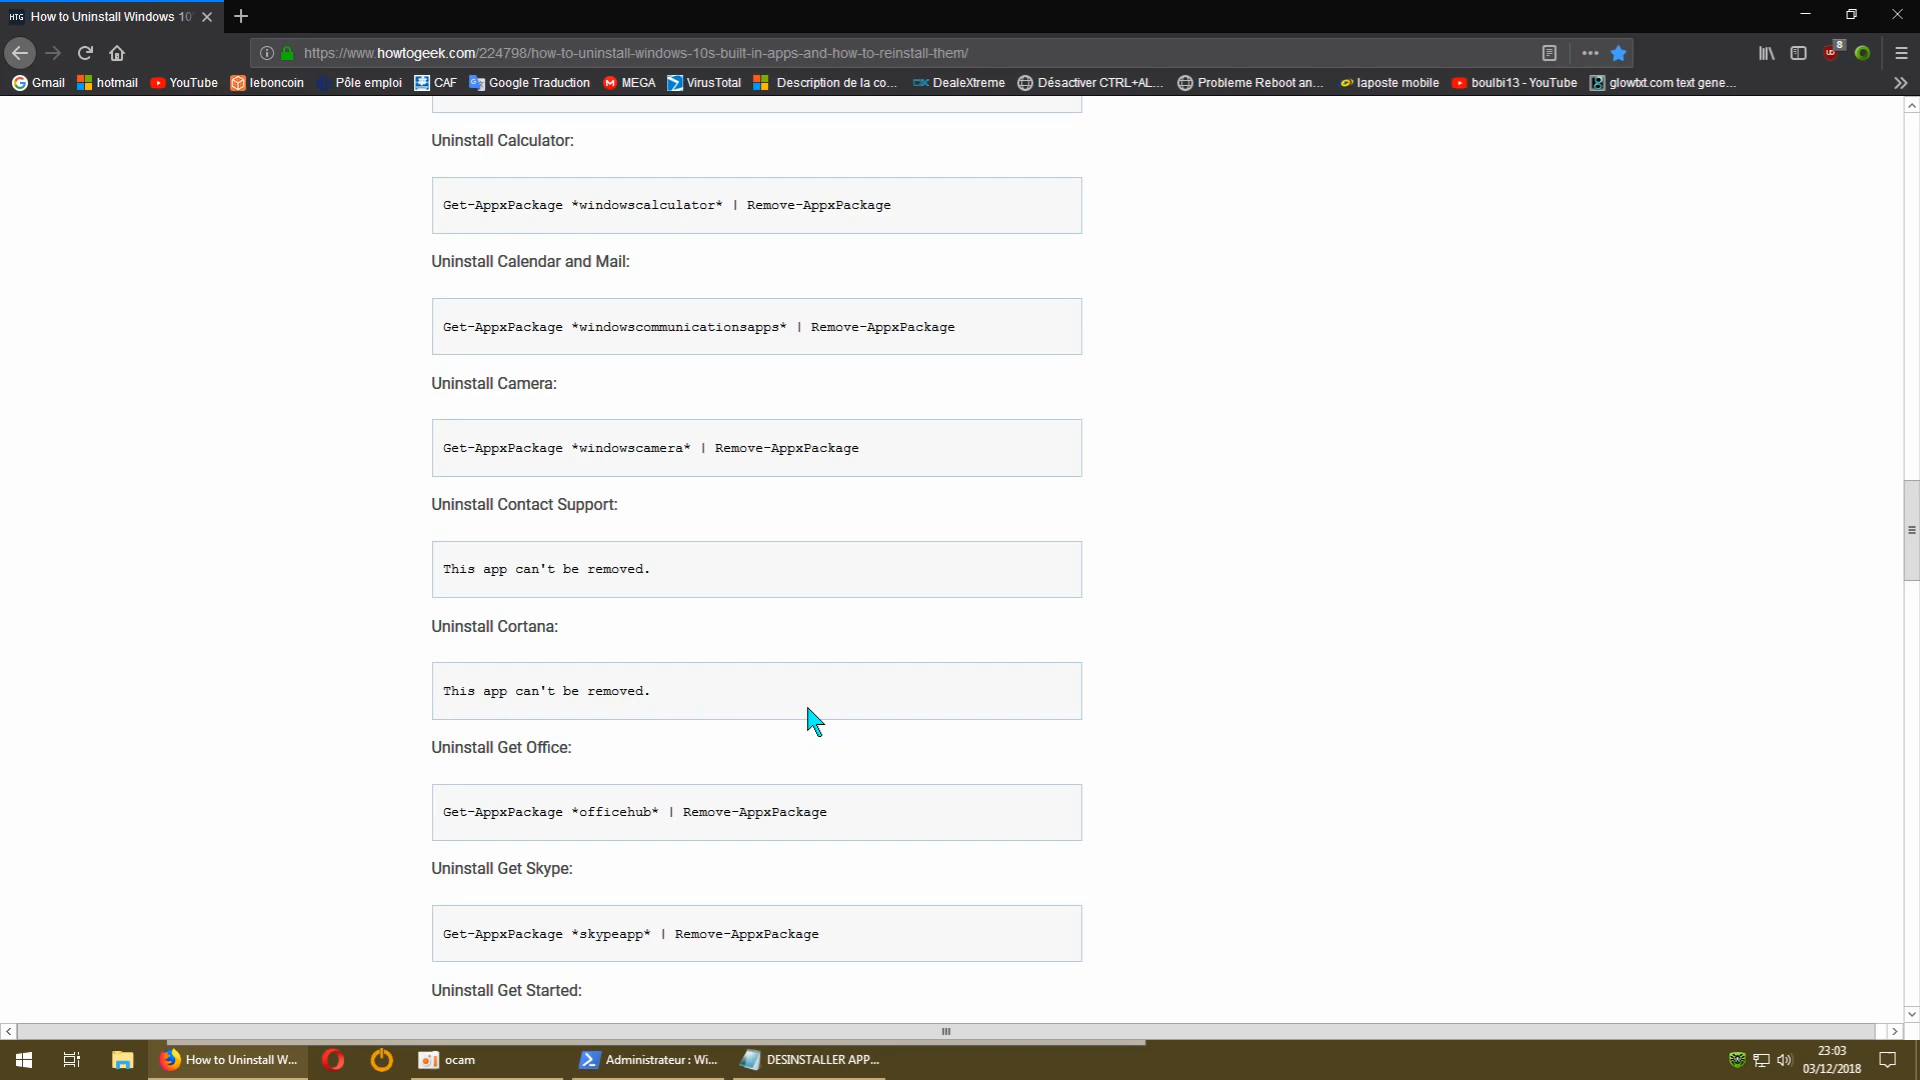 HTG How to Uninstall Windows 10
https://www.howtogeek.com/224798/how-to-uninstall-windows-10s-built-in-apps-and-how-to-reinstall-them/
8
Gmail hotmail YouTube leboncoin Pôle emploi CAF Google Traduction MEGA VirusTotal Description de la co... DX DealeXtreme Désactiver CTRL+AL... Probleme Reboot an... laposte mobile boulbi13 - YouTube glowtxt.com text gene...
Uninstall Calculator:
Get-AppxPackage *windowscalculator* | Remove-AppxPackage
Uninstall Calendar and Mail:
Get-AppxPackage *windowscommunicationsapps* | Remove-AppxPackage
Uninstall Camera:
Get-AppxPackage *windowscamera* | Remove-AppxPackage
Uninstall Contact Support:
This app can't be removed.
Uninstall Cortana:
This app can't be removed.
Uninstall Get Office:
Get-AppxPackage *officehub* | Remove-AppxPackage
Uninstall Get Skype:
Get-AppxPackage *skypeapp* | Remove-AppxPackage
Uninstall Get Started:
How to Uninstall W... ocam Administrateur : Wi... DESINSTALLER APP... 23:03
03/12/2018